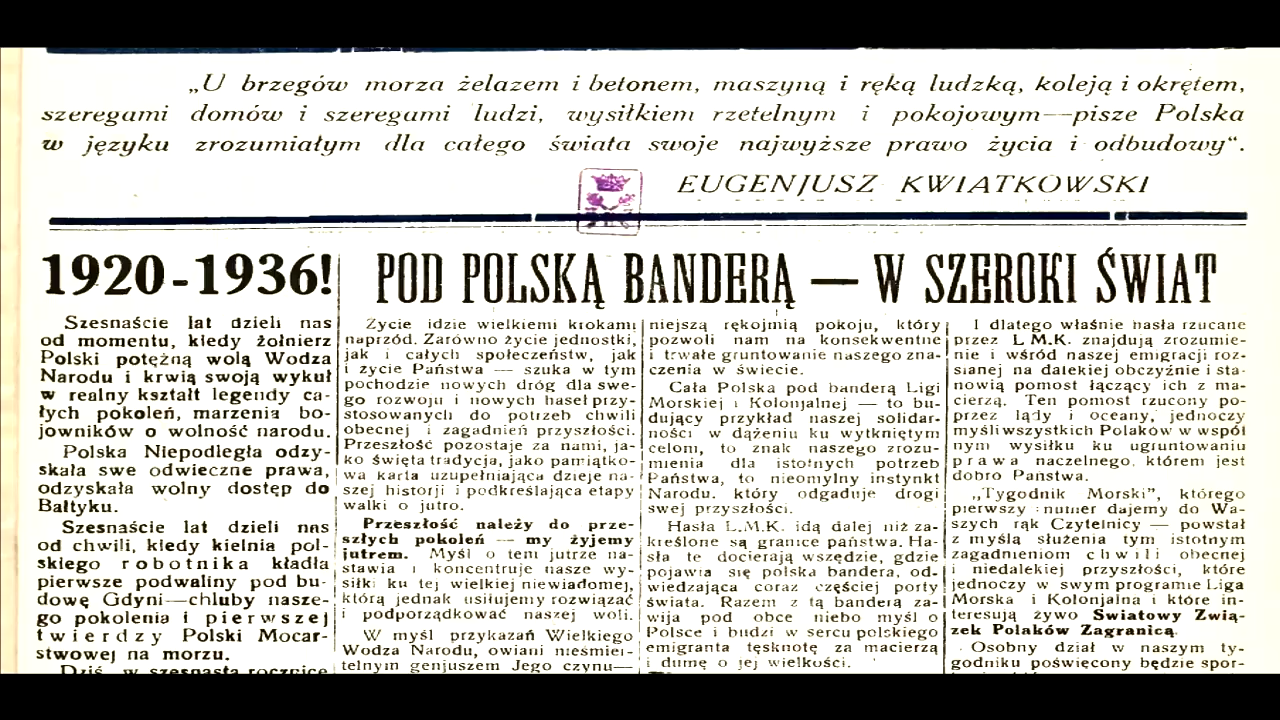 „U brzegów morza żelazem i betonem, maszyną i ręką ludzką, koleją i okrętem,
szeregami domów i szeregami ludzi, wysiłkiem rzetelnym i pokojowym—pisze Polska
w języku zrozumiałym dla całego świata swoje najwyższe prawo życia i odbudowy“.
EUGENJUSZ KWIATKOWSKI
1920-1936!
Szesnaście lat dzieli nas
od momentu, kiedy żołnierz
Polski potężną wolą Wodza
Narodu i krwią swoją wykuł
w realny kształt legendy ca-
łych pokoleń, marzenia bo-
jowników o wolność narodu.
Polska Niepodległa odzy-
skała swe odwieczne prawa,
odzyskała wolny dostęp do
Bałtyku.
Szesnaście lat dzieli nas
od chwili, kiedy kielnia pol-
skiego robotnika kładła
pierwsze podwaliny pod bu-
dowę Gdyni—chluby nasze-
go pokolenia i pierwszej
twierdzy Polski Mocar-
stwowej na morzu.
Dziś, w szesnastą rocznicę
POD POLSKĄ BANDERĄ — W SZEROKI ŚWIAT
Życie idzie wielkiemi krokami
naprzód. Zarówno życie jednostki,
jak i całych społeczeństw, jak
i życie Państwa — szuka w tym
pochodzie nowych dróg dla swe-
go rozwoju i nowych haseł przy-
stosowanych do potrzeb chwili
obecnej i zagadnień przyszłości.
Przeszłość pozostaje za nami, ja-
ko święta tradycja, jako pamiątko-
wa karta uzupełniająca dzieje na-
szej historji i podkreślająca etapy
walki o jutro.
Przeszłość należy do prze-
szłych pokoleń — my żyjemy
jutrem. Myśl o tem jutrze na-
stawia i koncentruje nasze wy-
siłki ku tej wielkiej niewiadomej,
którą jednak usiłujemy rozwiązać
i podporządkować naszej woli.
W myśl przykazań Wielkiego
Wodza Narodu, owiani nieśmier-
telnym genjuszem Jego czynu—
niejszą rękojmią pokoju, który
pozwoli nam na konsekwentne
i trwałe gruntowanie naszego zna-
czenia w świecie.
Cała Polska pod banderą Ligi
Morskiej i Kolonjalnej — to bu-
dujący przykład naszej solidar-
ności w dążeniu ku wytkniętym
celom, to znak naszego zrozu-
mienia dla istotnych potrzeb
Państwa, to nieomylny instynkt
Narodu, który odgaduje drogi
swej przyszłości.
Hasła L.M.K. idą dalej niż za-
kreślone są granice państwa. Ha-
sła te docierają wszędzie, gdzie
pojawia się polska bandera, od-
wiedzająca coraz częściej porty
świata. Razem z tą banderą za-
wija pod obce niebo myśl o
Polsce i budzi w sercu polskiego
emigranta tęsknotę za macierzą
i dumę o jej wielkości.
I dlatego właśnie hasła rzucane
przez L.M.K. znajdują zrozumie-
nie i wśród naszej emigracji roz-
sianej na dalekiej obczyźnie i sta-
nowią pomost łączący ich z ma-
cierzą. Ten pomost rzucony po-
przez lądy i oceany, jednoczy
myśli wszystkich Polaków w wspól
nym wysiłku ku ugruntowaniu
prawa naczelnego, którem jest
dobro Państwa.
„Tygodnik Morski”, którego
pierwszy numer dajemy do Wa-
szych rąk Czytelnicy — powstał
z myślą służenia tym istotnym
zagadnieniom chwili obecnej
i niedalekiej przyszłości, które
jednoczy w swym programie Liga
Morska i Kolonjalna i które in-
teresują żywo Światowy Zwią-
zek Polaków Zagranicą.
Osobny dział w naszym ty-
godniku poświęcony będzie spor-